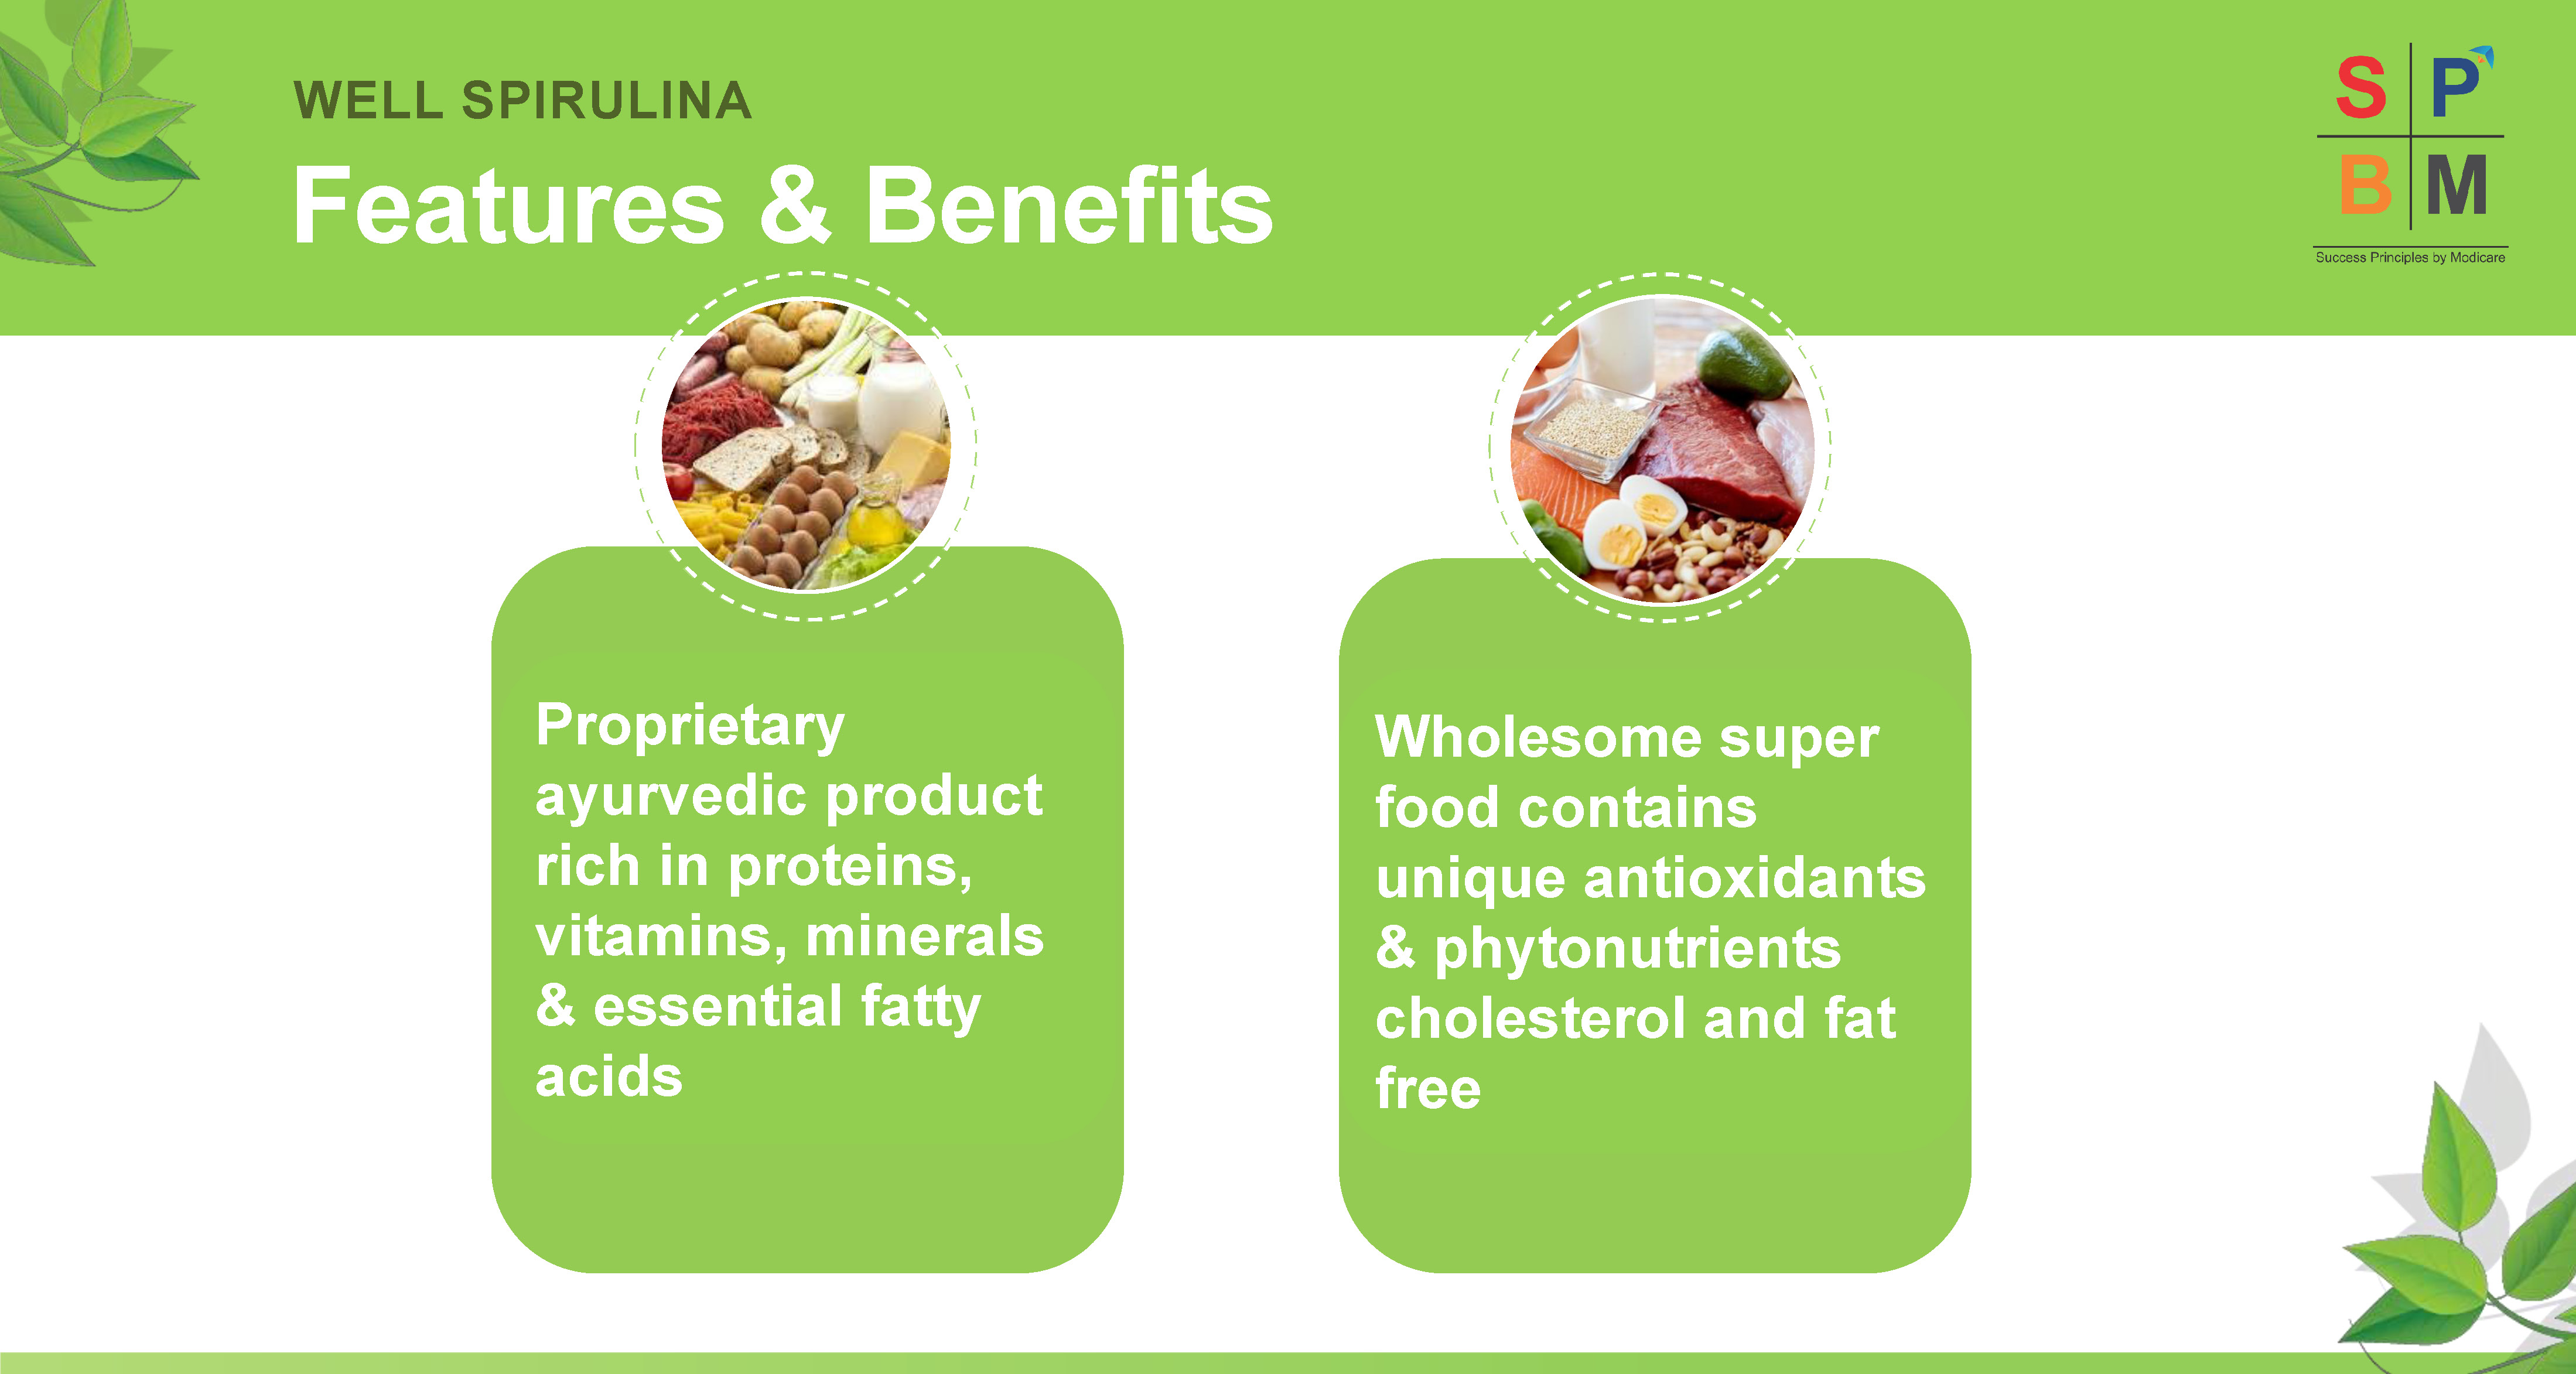 WELL SPIRULINA
Features & Benefits
S P
B M
Success Principles by Modicare
Proprietary
ayurvedic product
rich in proteins,
vitamins, minerals
& essential fatty
acids
Wholesome super
food contains
unique antioxidants
& phytonutrients
cholesterol and fat
free